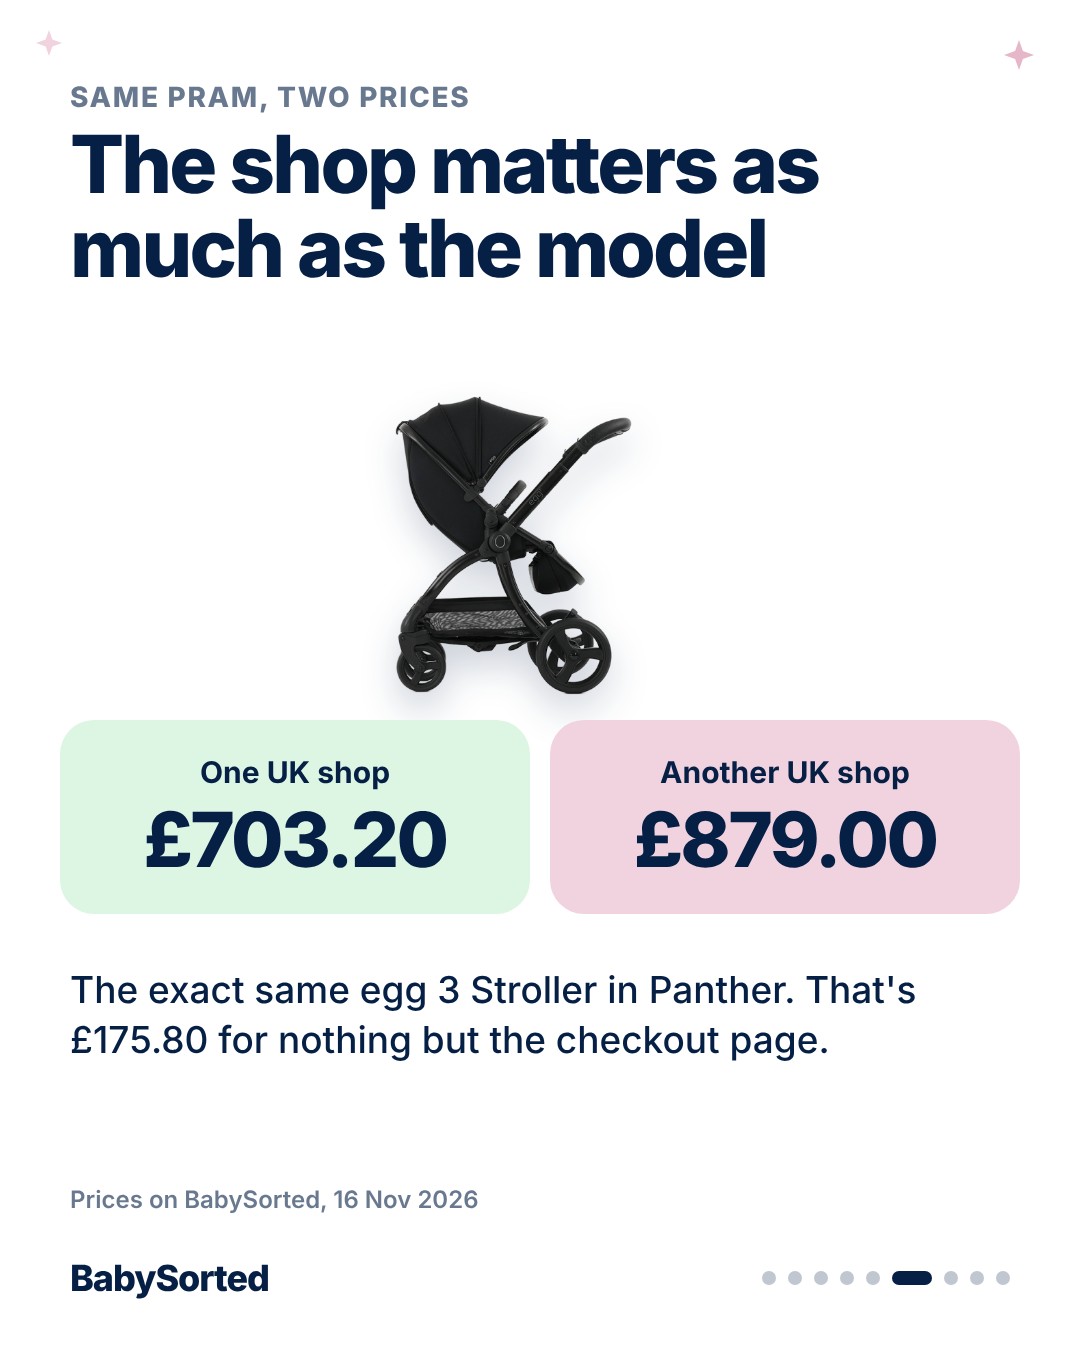 SAME PRAM, TWO PRICES
The shop matters as
much as the model
One UK shop
£703.20
Another UK shop
£879.00
The exact same egg 3 Stroller in Panther. That's
£175.80 for nothing but the checkout page.
Prices on BabySorted, 16 Nov 2026
BabySorted